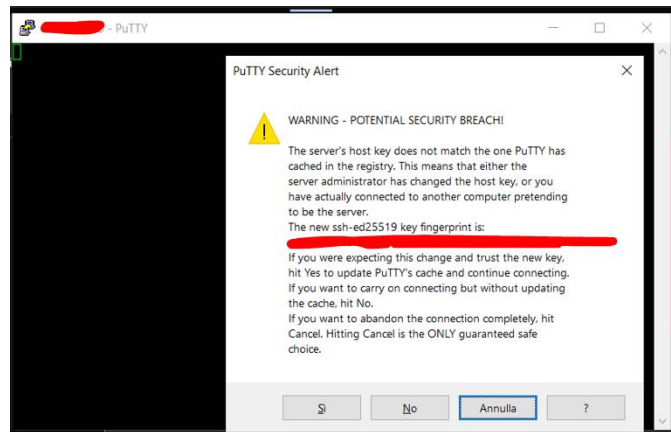 - PuTTY
PuTTY Security Alert
WARNING - POTENTIAL SECURITY BREACH!
The server's host key does not match the one PuTTY has
cached in the registry. This means that either the
server administrator has changed the host key, or you
have actually connected to another computer pretending
to be the server.
The new ssh-ed25519 key fingerprint is:
If you were expecting this change and trust the new key,
hit Yes to update PuTTY's cache and continue connecting.
If you want to carry on connecting but without updating
the cache, hit No.
If you want to abandon the connection completely, hit
Cancel. Hitting Cancel is the ONLY guaranteed safe
choice.
Sì
No
Annulla
?